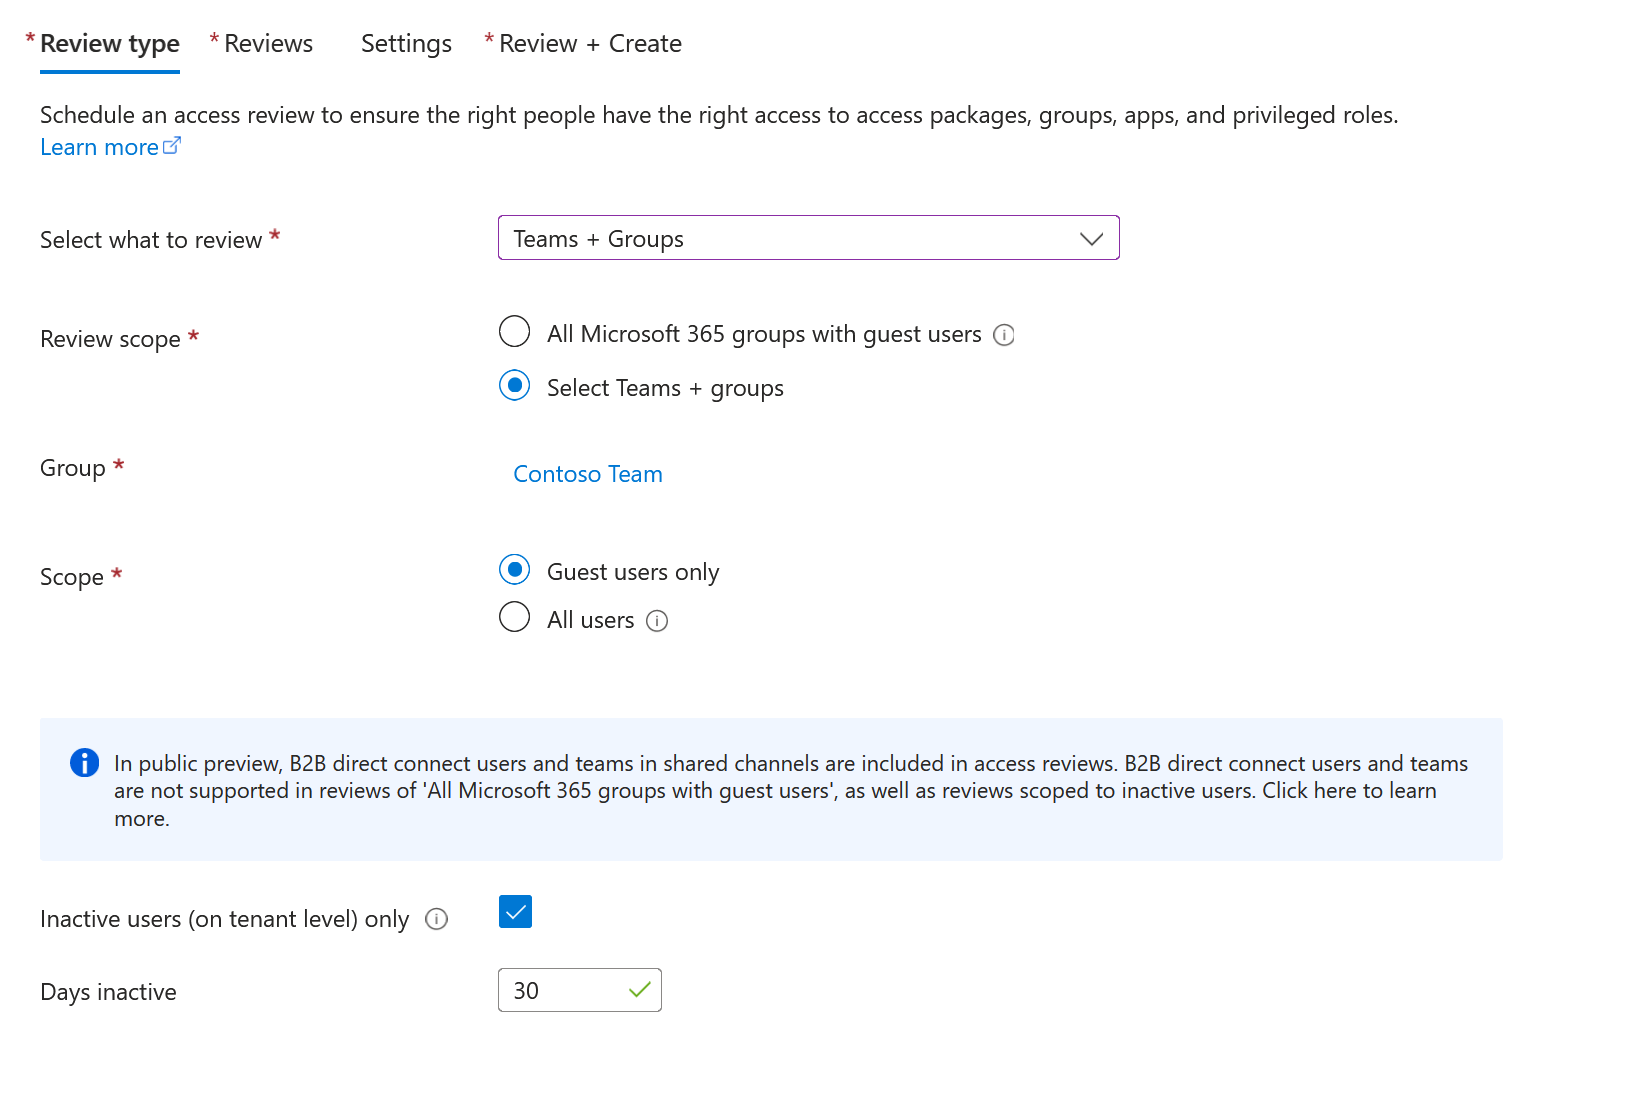 * Review type * Reviews Settings * Review + Create
Schedule an access review to ensure the right people have the right access to access packages, groups, apps, and privileged roles.
Learn more
Select what to review *
Teams + Groups
Review scope *
All Microsoft 365 groups with guest users
Select Teams + groups
Group *
Contoso Team
Scope *
Guest users only
All users
In public preview, B2B direct connect users and teams in shared channels are included in access reviews. B2B direct connect users and teams
are not supported in reviews of 'All Microsoft 365 groups with guest users', as well as reviews scoped to inactive users. Click here to learn
more.
Inactive users (on tenant level) only
Days inactive
30